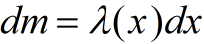 dm = λ(x)dx